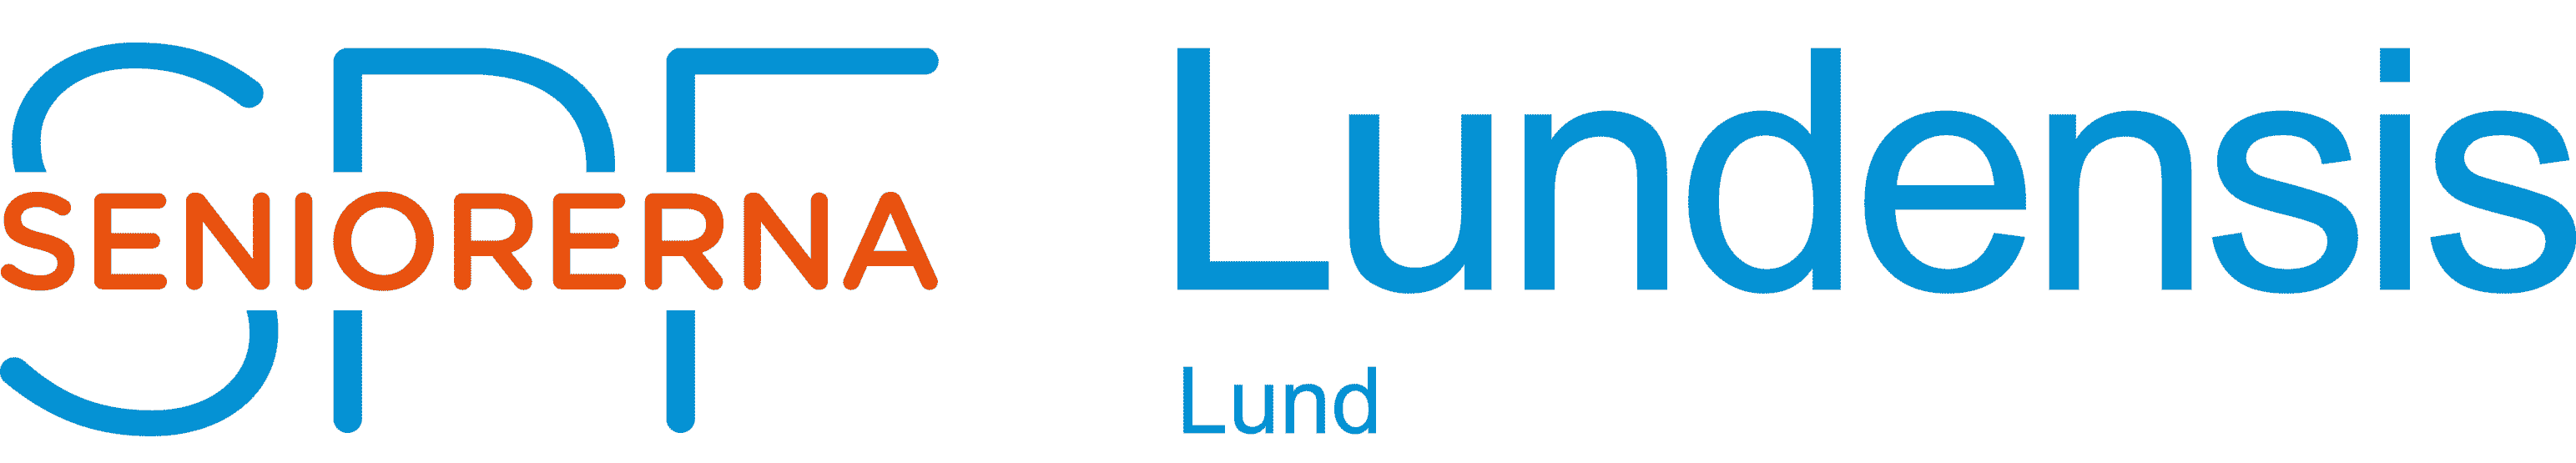 SPF
SENIORERNA
Lundensis
Lund